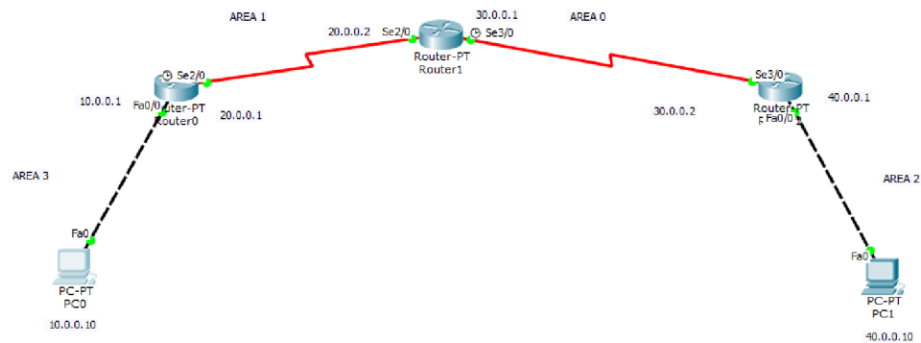 AREA 1
30.0.0.1
AREA 0
20.0.0.2
Se2/0
Se3/0
Router-PT
Router1
Se2/0
Se3/0
10.0.0.1
Fa0/0
20.0.0.1
Router0
40.0.0.1
30.0.0.2
Fa0/0
AREA 3
AREA 2
Fa0
Fa0
PC-PT
PC0
PC-PT
PC1
10.0.0.10
40.0.0.10